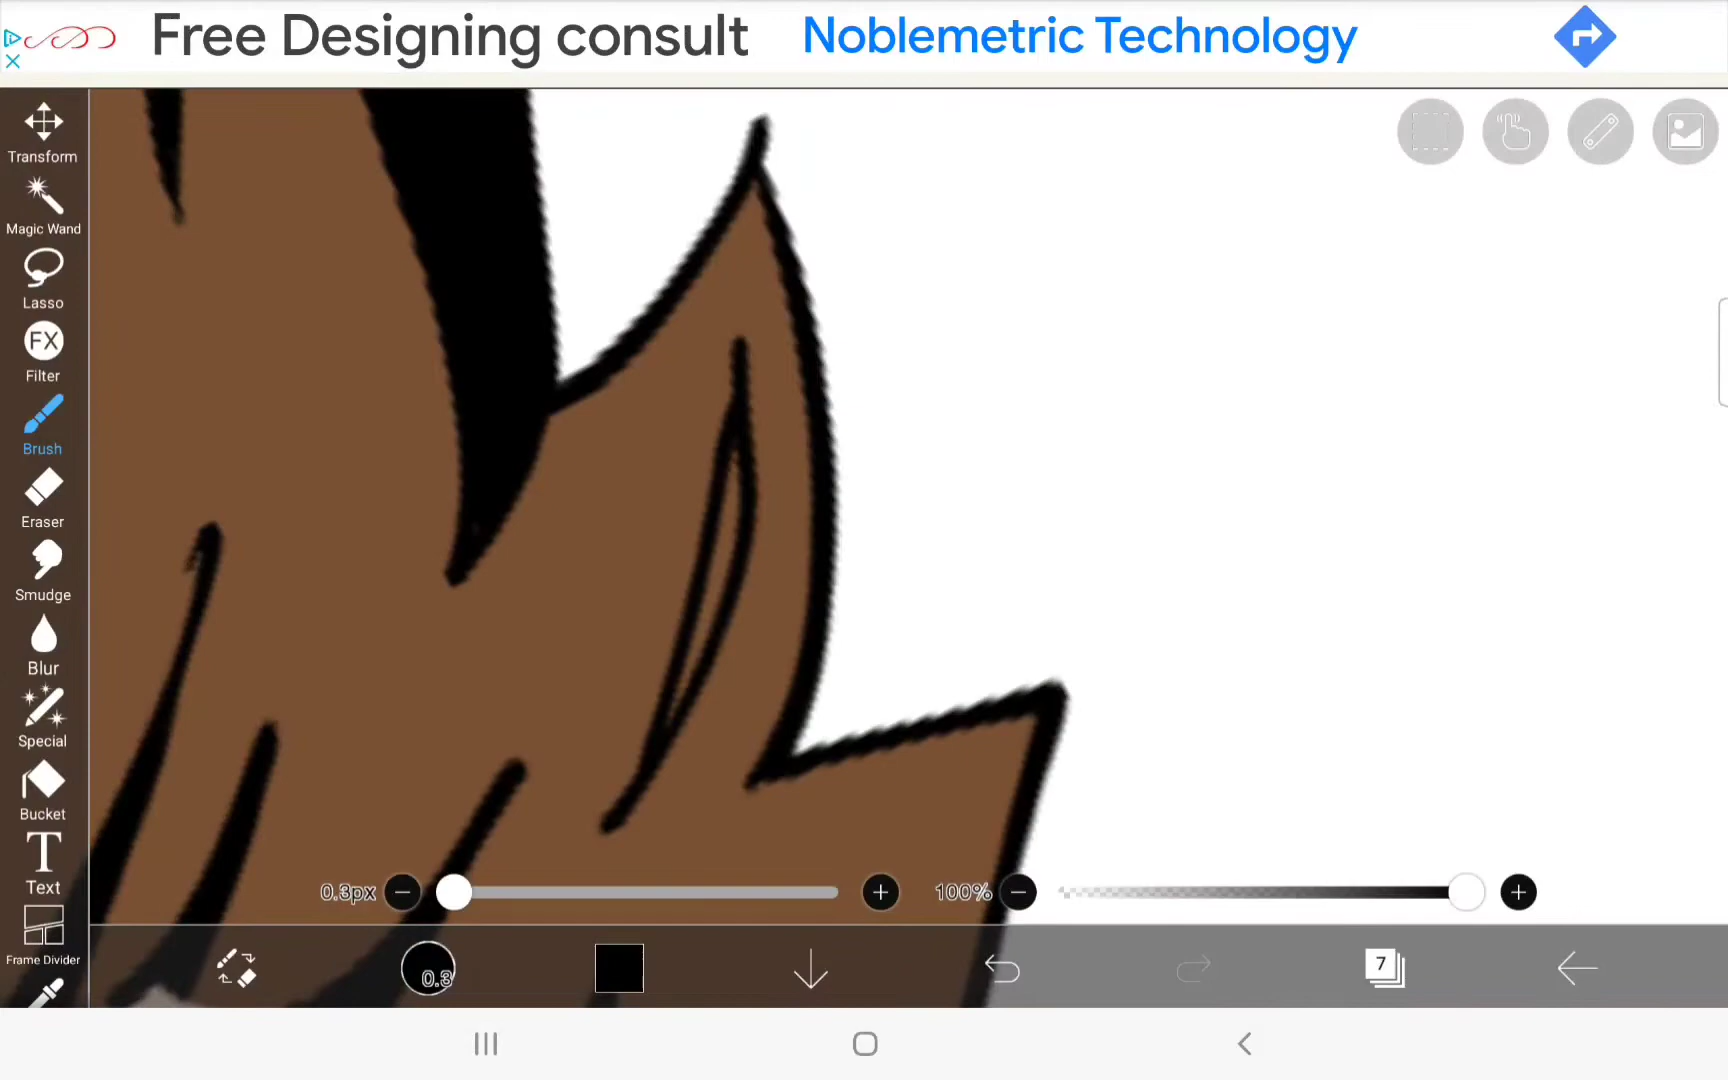 Free Designing consult
Noblemetric Technology
Transform
Magic Wand
Lasso
FX
Filter
Brush
Eraser
Smudge
Blur
Special
Bucket
T
Text
Frame Divider
0.3px
100%
0.3
7